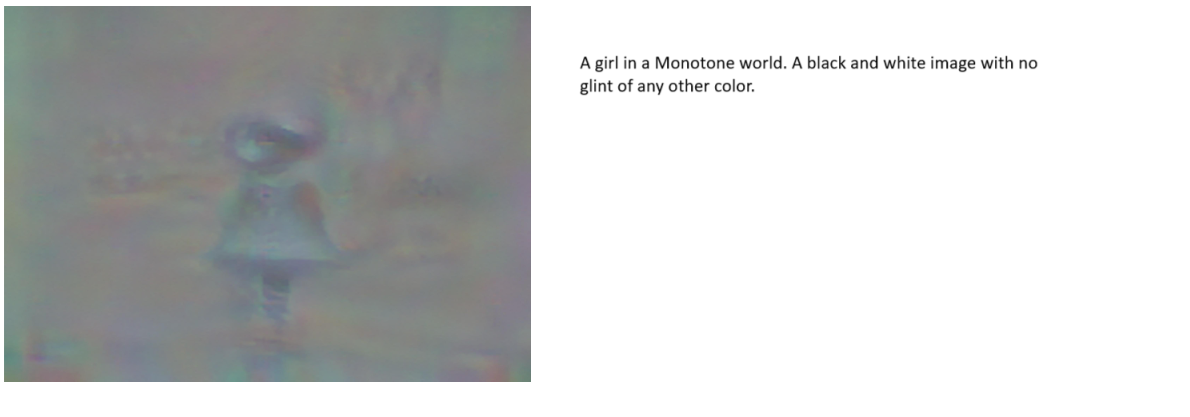 A girl in a Monotone world. A black and white image with no
glint of any other color.